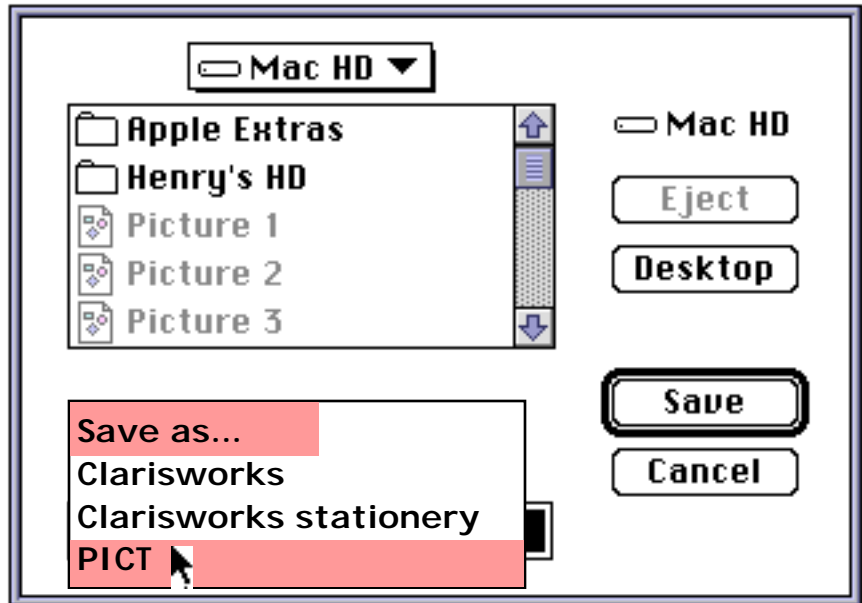 Mac HD
Apple Extras
Henry's HD
Picture 1
Picture 2
Picture 3
Mac HD
Eject
Desktop
Save
Cancel
Save as...
Clarisworks
Clarisworks stationery
PICT